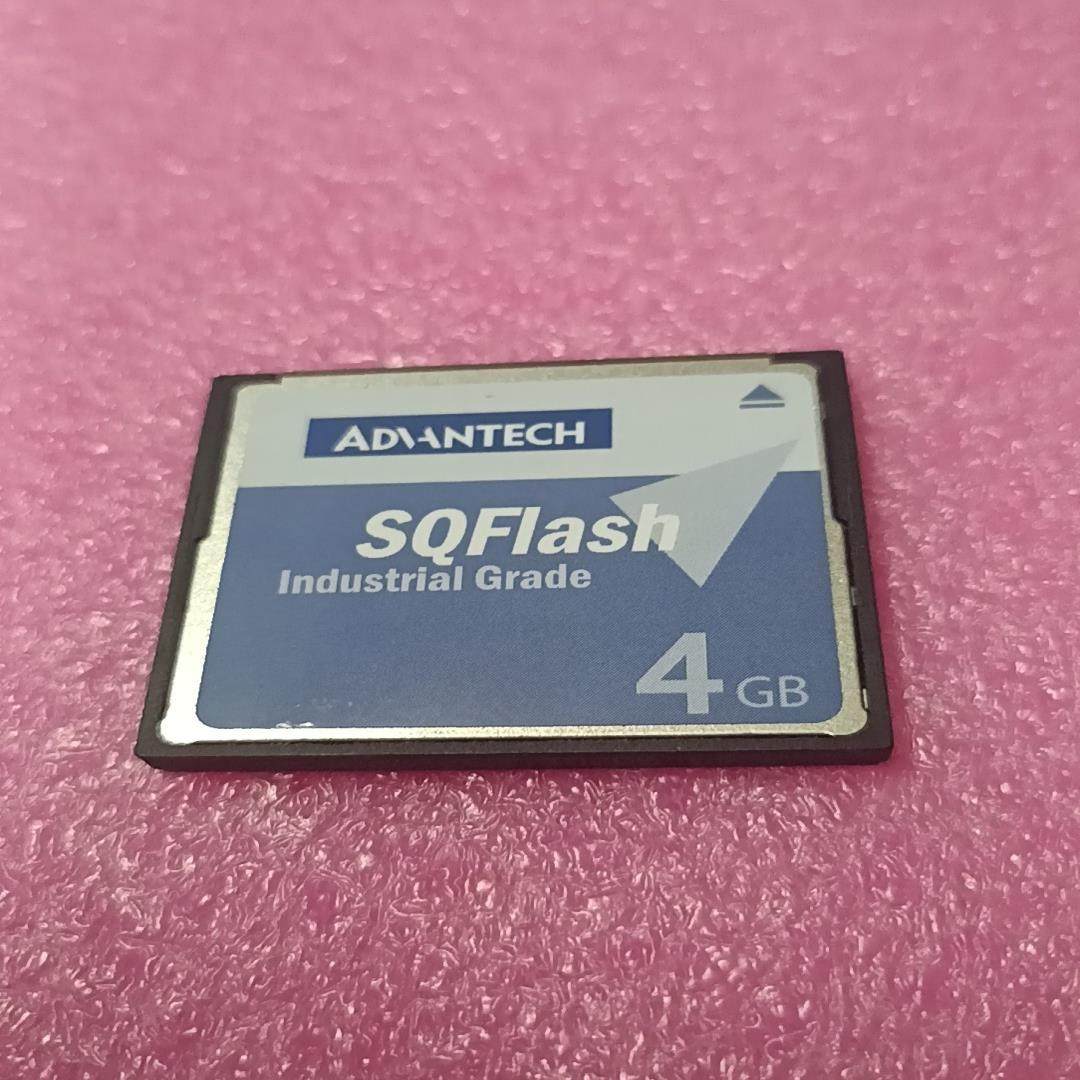 ADVANTECH
SQFlash
Industrial Grade
4 GB